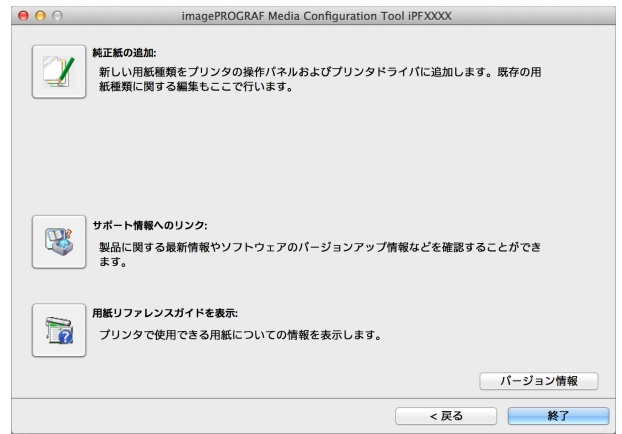 imagePROGRAF Media Configuration Tool iPFXXXX
純正紙の追加:
新しい用紙種類をプリンタの操作パネルおよびプリンタドライバに追加します。既存の用
紙種類に関する編集もここで行います。
サポート情報へのリンク:
製品に関する最新情報やソフトウェアのバージョンアップ情報などを確認することができ
ます。
用紙リファレンスガイドを表示:
プリンタで使用できる用紙についての情報を表示します。
バージョン情報
< 戻る
終了